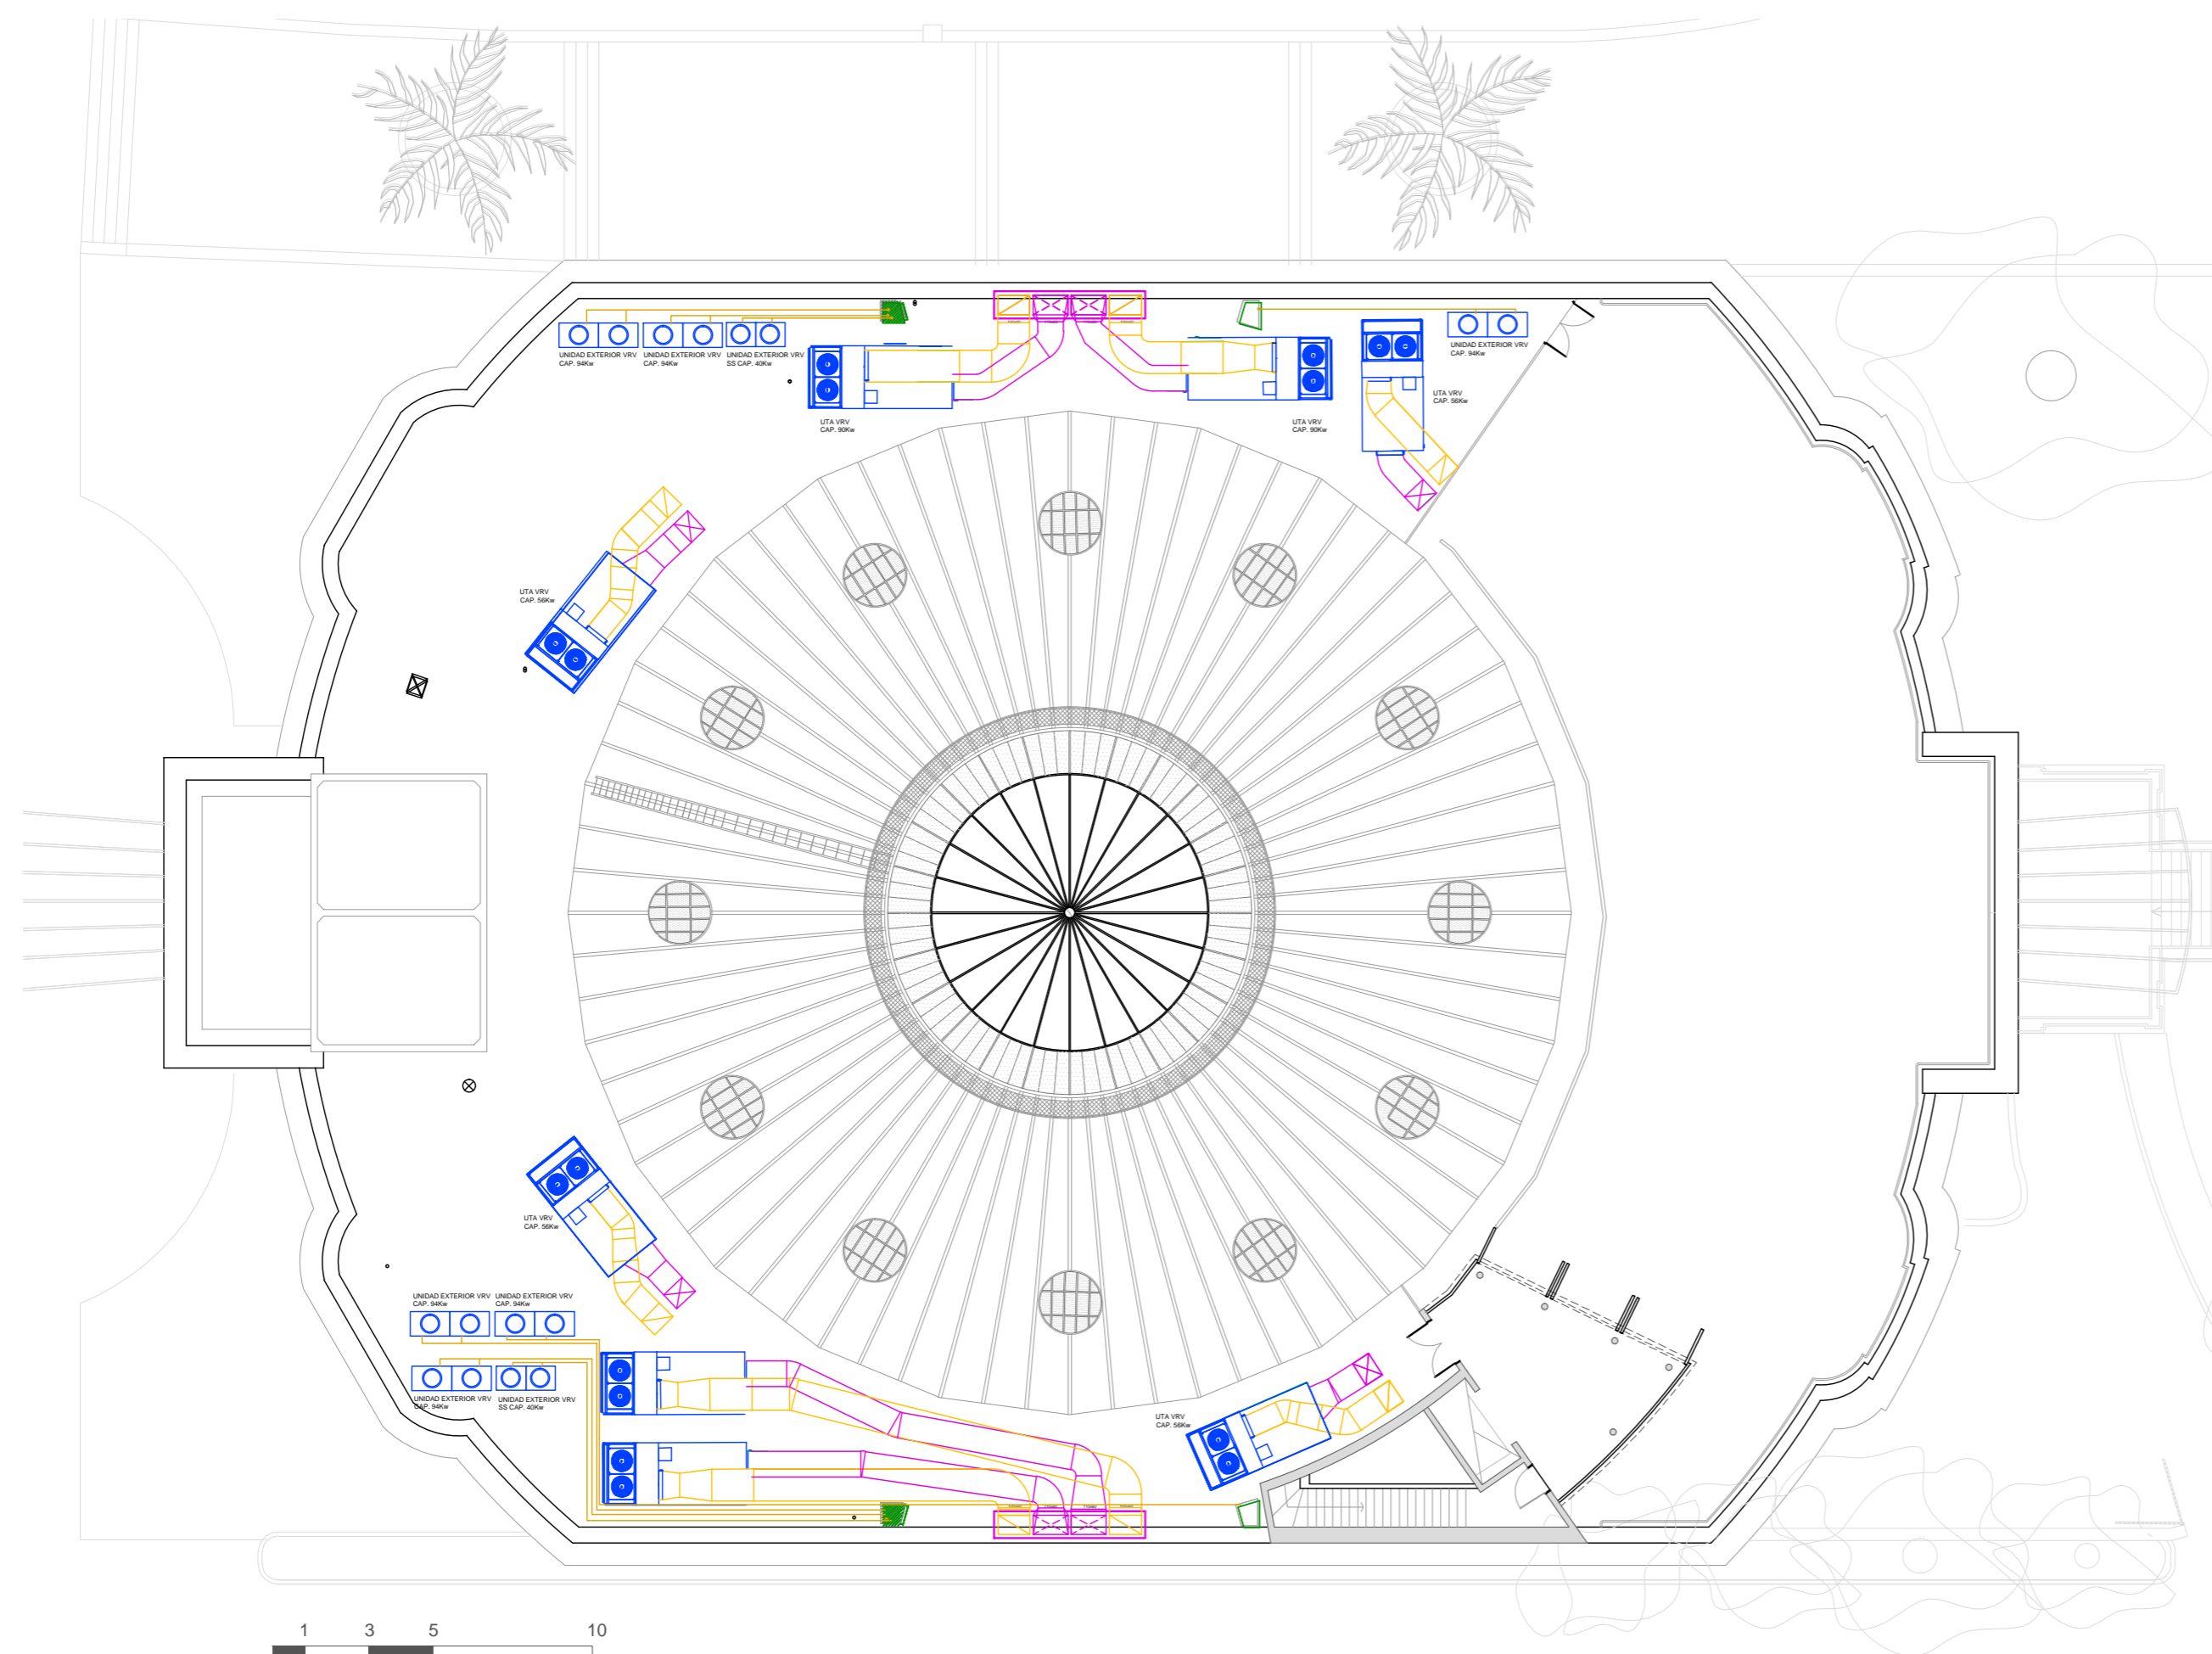 UNIDAD EXTERIOR VRV
CAP. 94Kw
UNIDAD EXTERIOR VRV
CAP. 94Kw
UNIDAD EXTERIOR VRV
SS CAP. 40Kw
UNIDAD EXTERIOR VRV
CAP. 94Kw
UTA VRV
CAP. 90Kw
UTA VRV
CAP. 90Kw
UTA VRV
CAP. 56Kw
UTA VRV
CAP. 56Kw
UTA VRV
CAP. 56Kw
UNIDAD EXTERIOR VRV
CAP. 94Kw
UNIDAD EXTERIOR VRV
CAP. 94Kw
UNIDAD EXTERIOR VRV
CAP. 94Kw
UNIDAD EXTERIOR VRV
SS CAP. 40Kw
UTA VRV
CAP. 56Kw
1 3 5 10